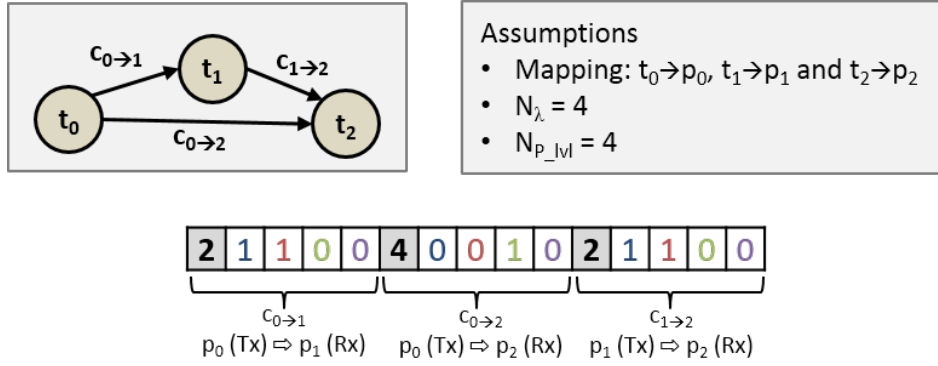 c0→1
t1
c1→2
t0
t2
c0→2
Assumptions
• Mapping: t0→p0, t1→p1 and t2→p2
• Nλ = 4
• NP_lvl = 4
2 1 1 0 0 4 0 0 1 0 2 1 1 0 0
c0→1 c0→2 c1→2
p0 (Tx) ⇨ p1 (Rx) p0 (Tx) ⇨ p2 (Rx) p1 (Tx) ⇨ p2 (Rx)